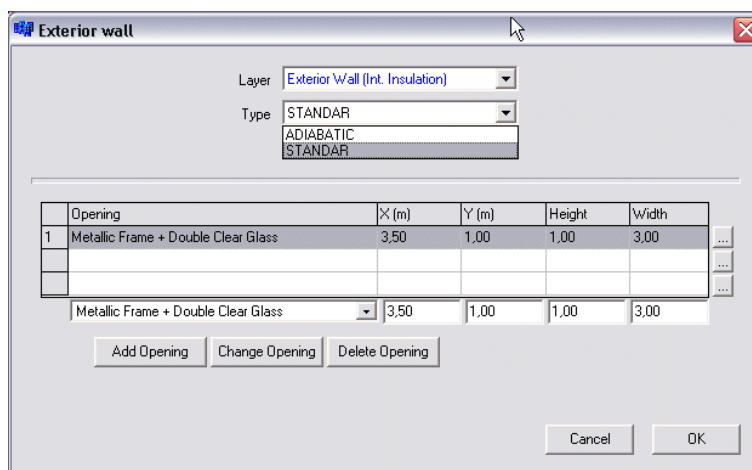 Exterior wall
Layer Exterior Wall (Int. Insulation)
Type STANDAR
ADIABATIC
STANDAR
Opening X (m) Y (m) Height Width
1 Metallic Frame + Double Clear Glass 3,50 1,00 1,00 3,00 ...
...
...
Metallic Frame + Double Clear Glass 3,50 1,00 1,00 3,00
Add Opening Change Opening Delete Opening
Cancel OK